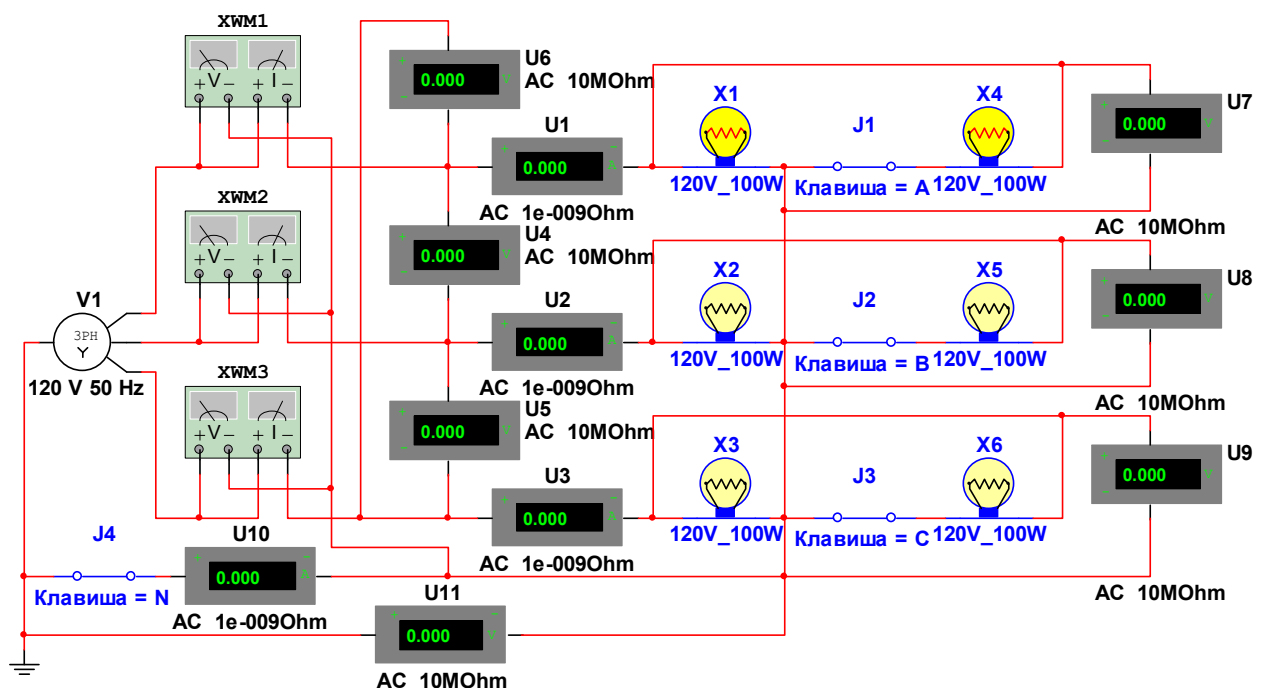 XWM1
V I
U6
0.000 V
AC 10MOhm
U1
0.000 A
AC 1e-009Ohm
X1
120V_100W
J1
Клавиша = A
X4
120V_100W
U7
0.000 V
AC 10MOhm
XWM2
V I
U4
0.000 V
AC 10MOhm
U2
0.000 A
AC 1e-009Ohm
X2
120V_100W
J2
Клавиша = B
X5
120V_100W
U8
0.000 V
AC 10MOhm
V1
3PH
Y
120 V 50 Hz
XWM3
V I
U5
0.000 V
AC 10MOhm
U3
0.000 A
AC 1e-009Ohm
X3
120V_100W
J3
Клавиша = C
X6
120V_100W
U9
0.000 V
AC 10MOhm
J4
Клавиша = N
U10
0.000 A
AC 1e-009Ohm
U11
0.000 V
AC 10MOhm